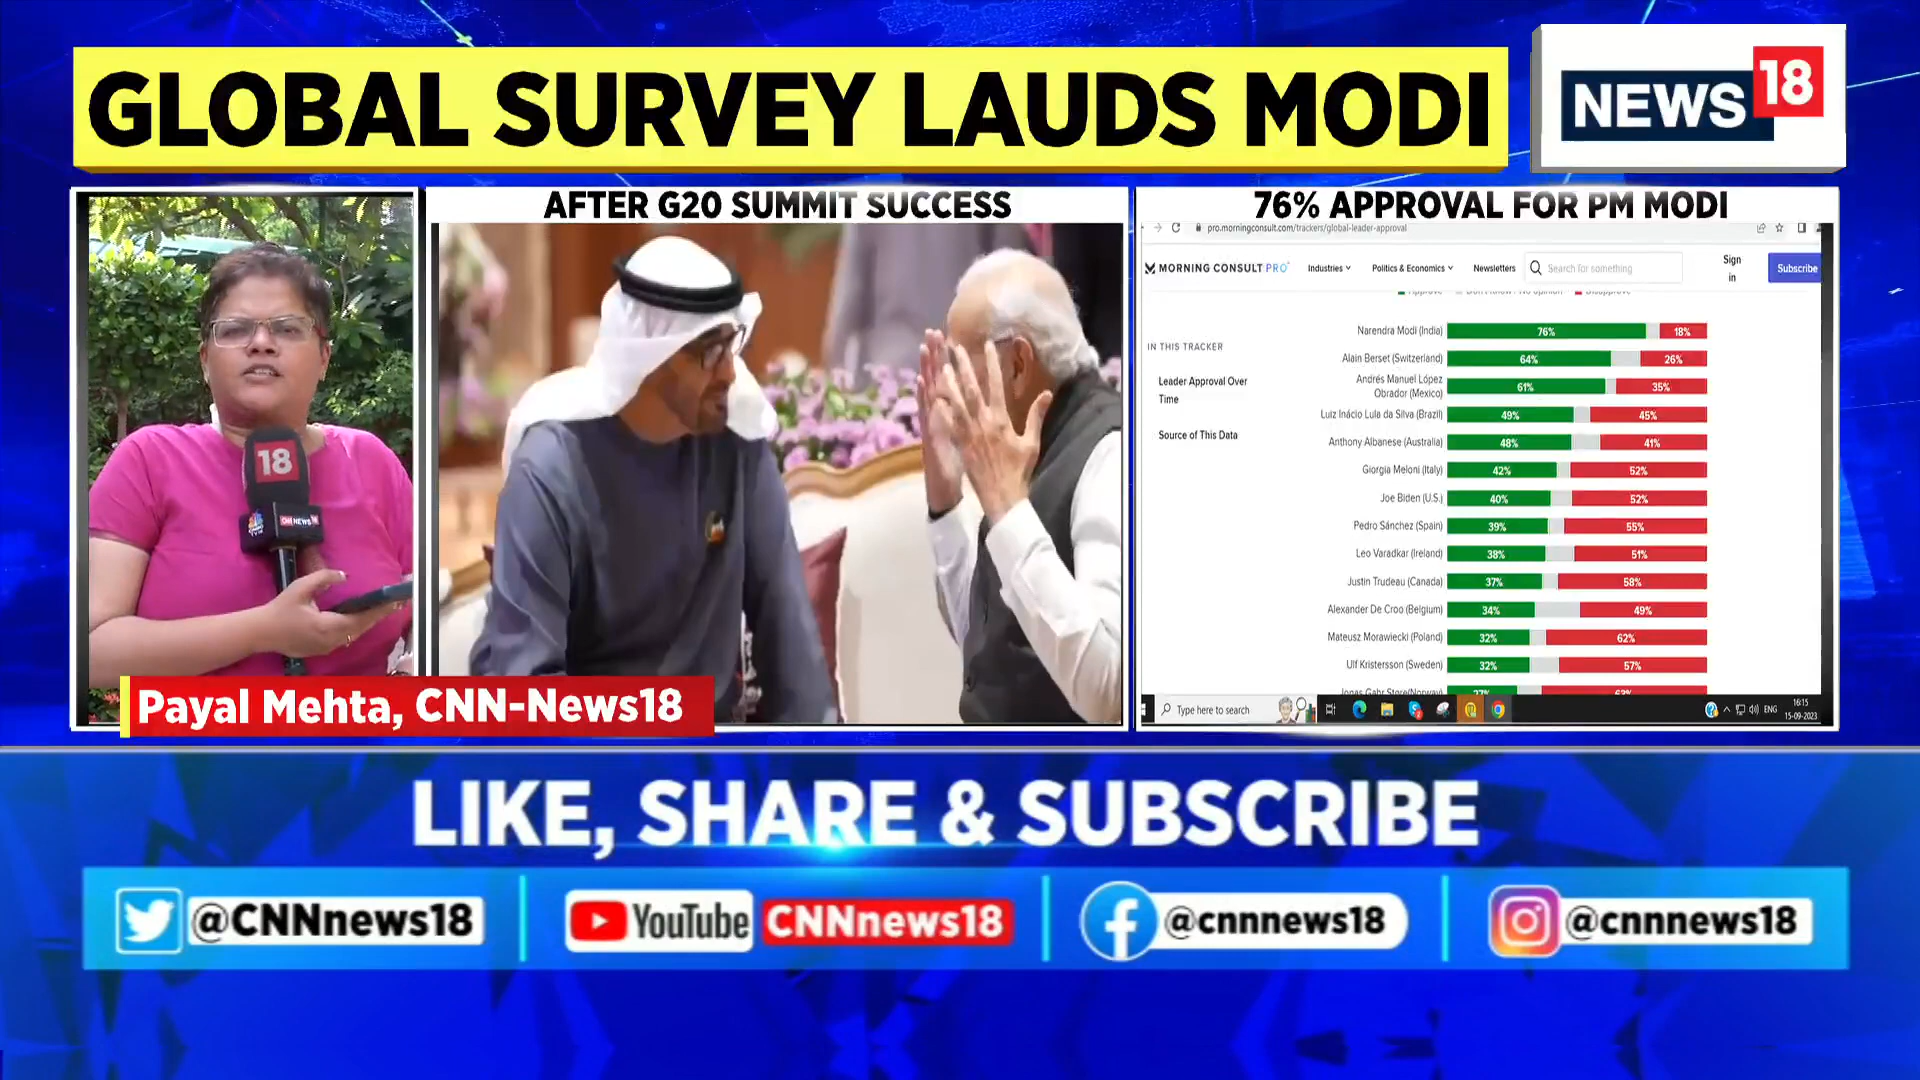 GLOBAL SURVEY LAUDS MODI
NEWS 18
AFTER G20 SUMMIT SUCCESS
76% APPROVAL FOR PM MODI
18
CNN NEWS18
pro.morningconsult.com/trackers/global-leader-approval
MORNING CONSULT PRO
Industries
Politics & Economics
Newsletters
Search for something
Sign in
Subscribe
IN THIS TRACKER
Leader Approval Over
Time
Source of This Data
Narendra Modi (India) 76% 18%
Alain Berset (Switzerland) 64% 26%
Andrés Manuel López
Obrador (Mexico) 61% 35%
Luiz Inácio Lula da Silva (Brazil) 49% 45%
Anthony Albanese (Australia) 48% 41%
Giorgia Meloni (Italy) 42% 52%
Joe Biden (U.S.) 40% 52%
Pedro Sánchez (Spain) 39% 55%
Leo Varadkar (Ireland) 38% 51%
Justin Trudeau (Canada) 37% 58%
Alexander De Croo (Belgium) 34% 49%
Mateusz Morawiecki (Poland) 32% 62%
Ulf Kristersson (Sweden) 32% 57%
Type here to search
ENG
16:15
15-09-2023
Payal Mehta, CNN-News18
LIKE, SHARE & SUBSCRIBE
@CNNnews18
YouTube CNNnews18
@cnnnews18
@cnnnews18